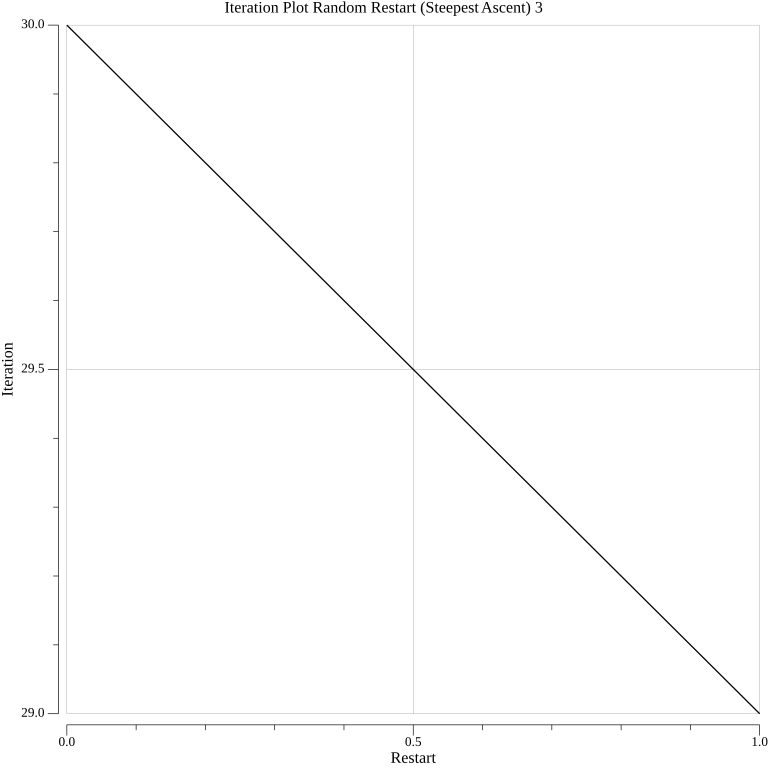 Iteration Plot Random Restart (Steepest Ascent) 3
30.0
29.5
29.0
Iteration
0.0 0.5 1.0
Restart